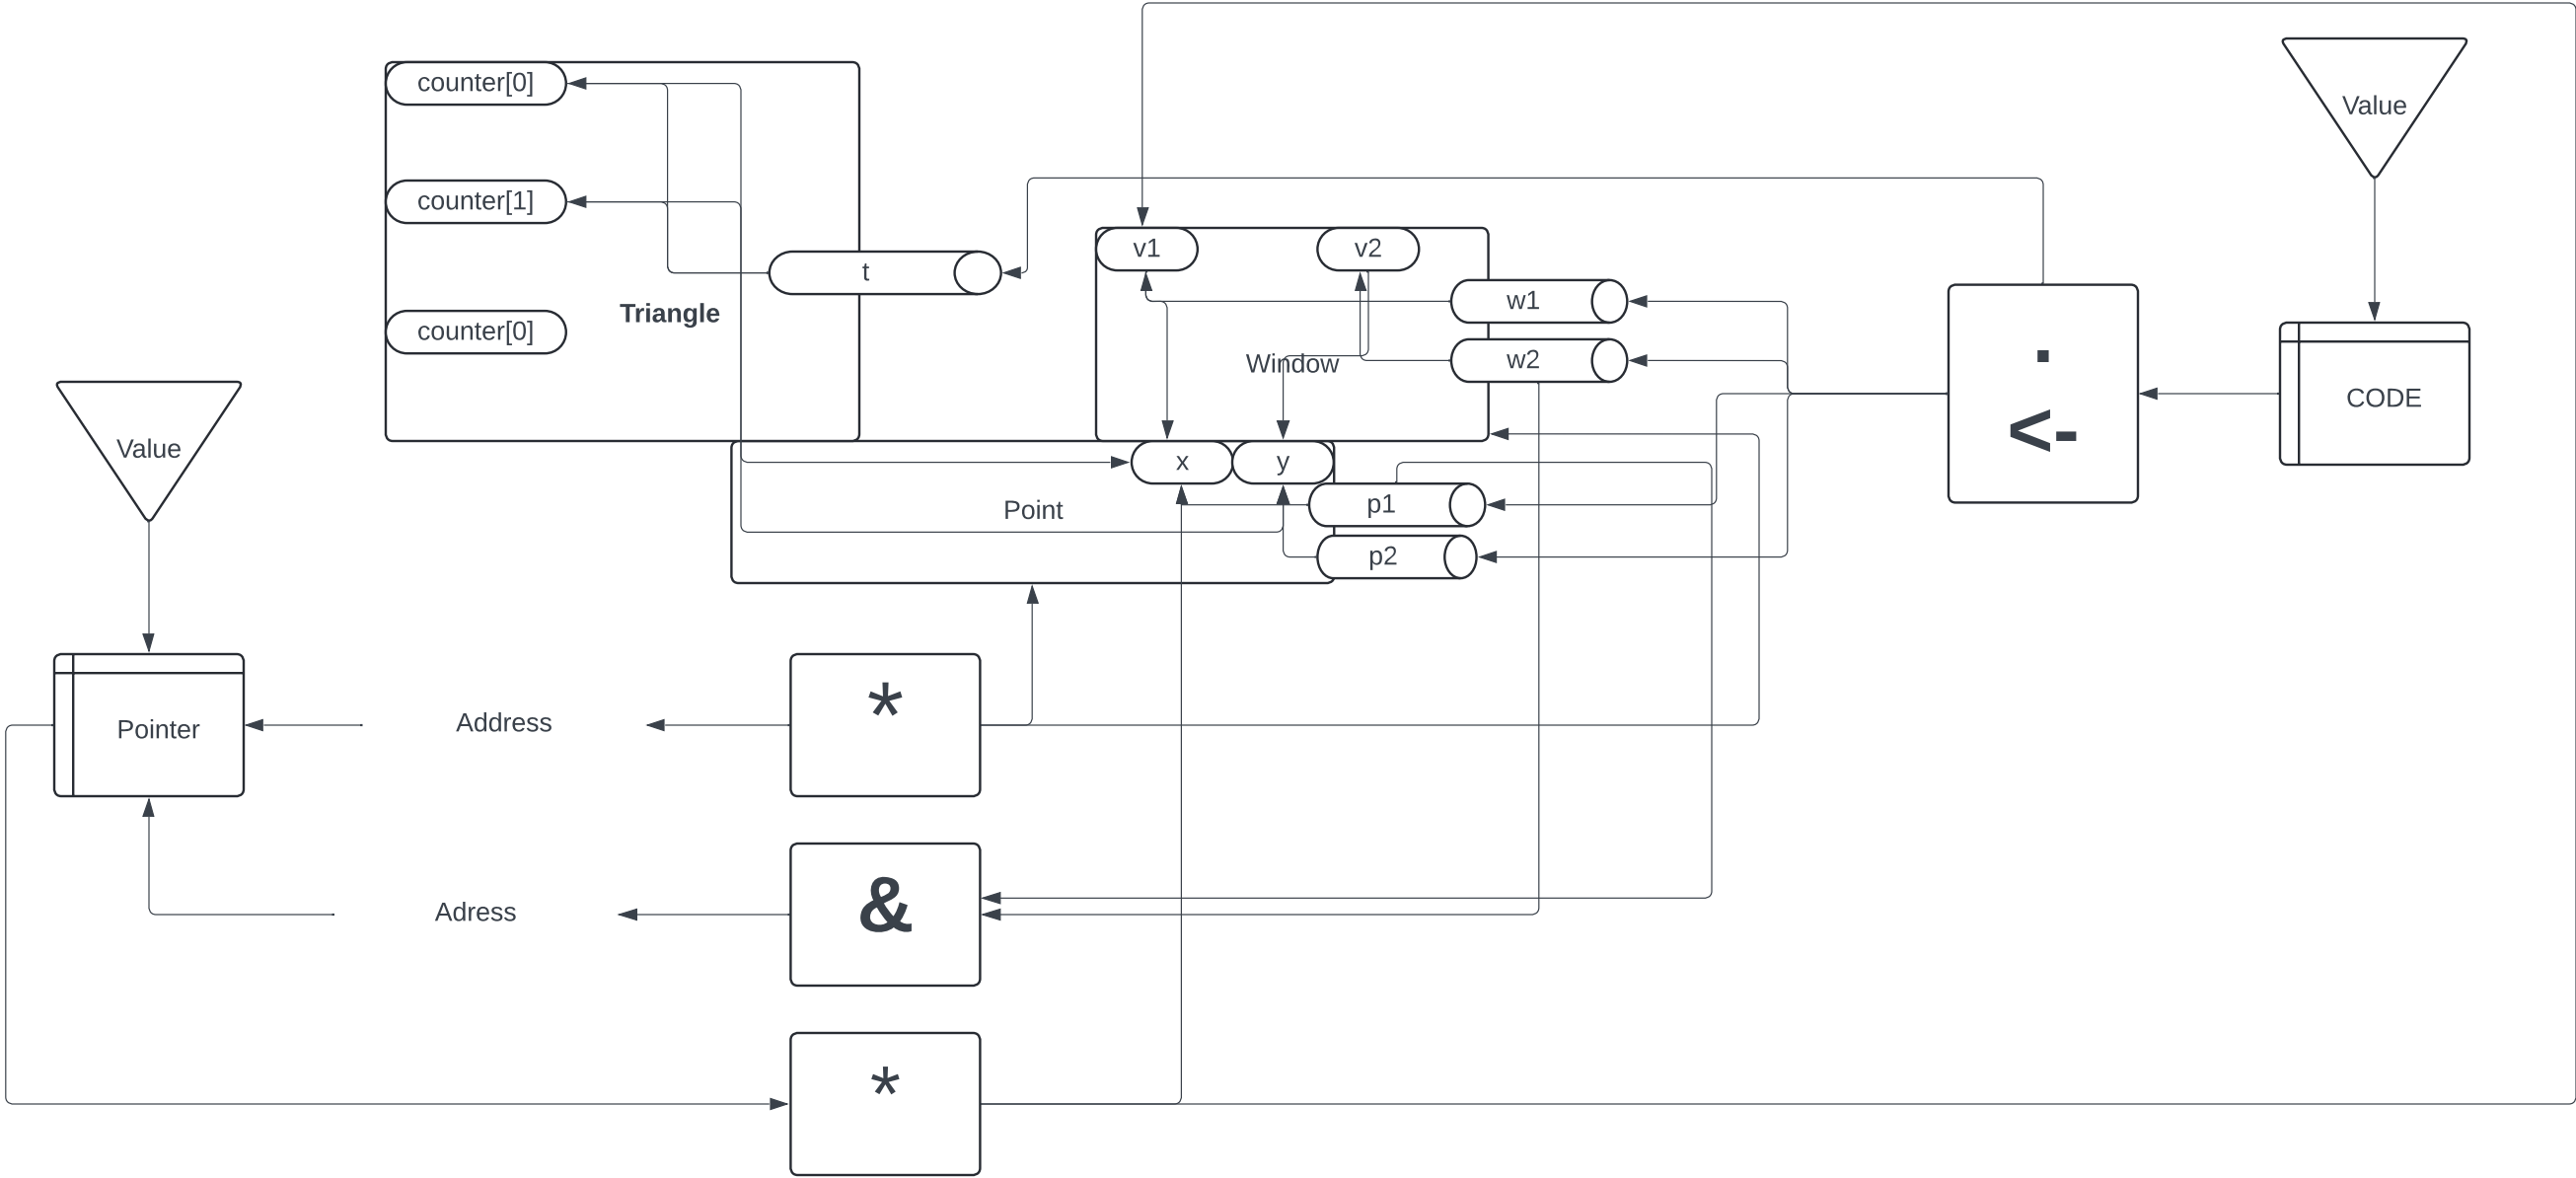 counter[0]
Value
counter[1]
v1
v2
t
w1
Triangle
counter[0]
w2
Window
.
<-
CODE
Value
x
y
p1
Point
p2
*
Address
Pointer
&
Adress
*